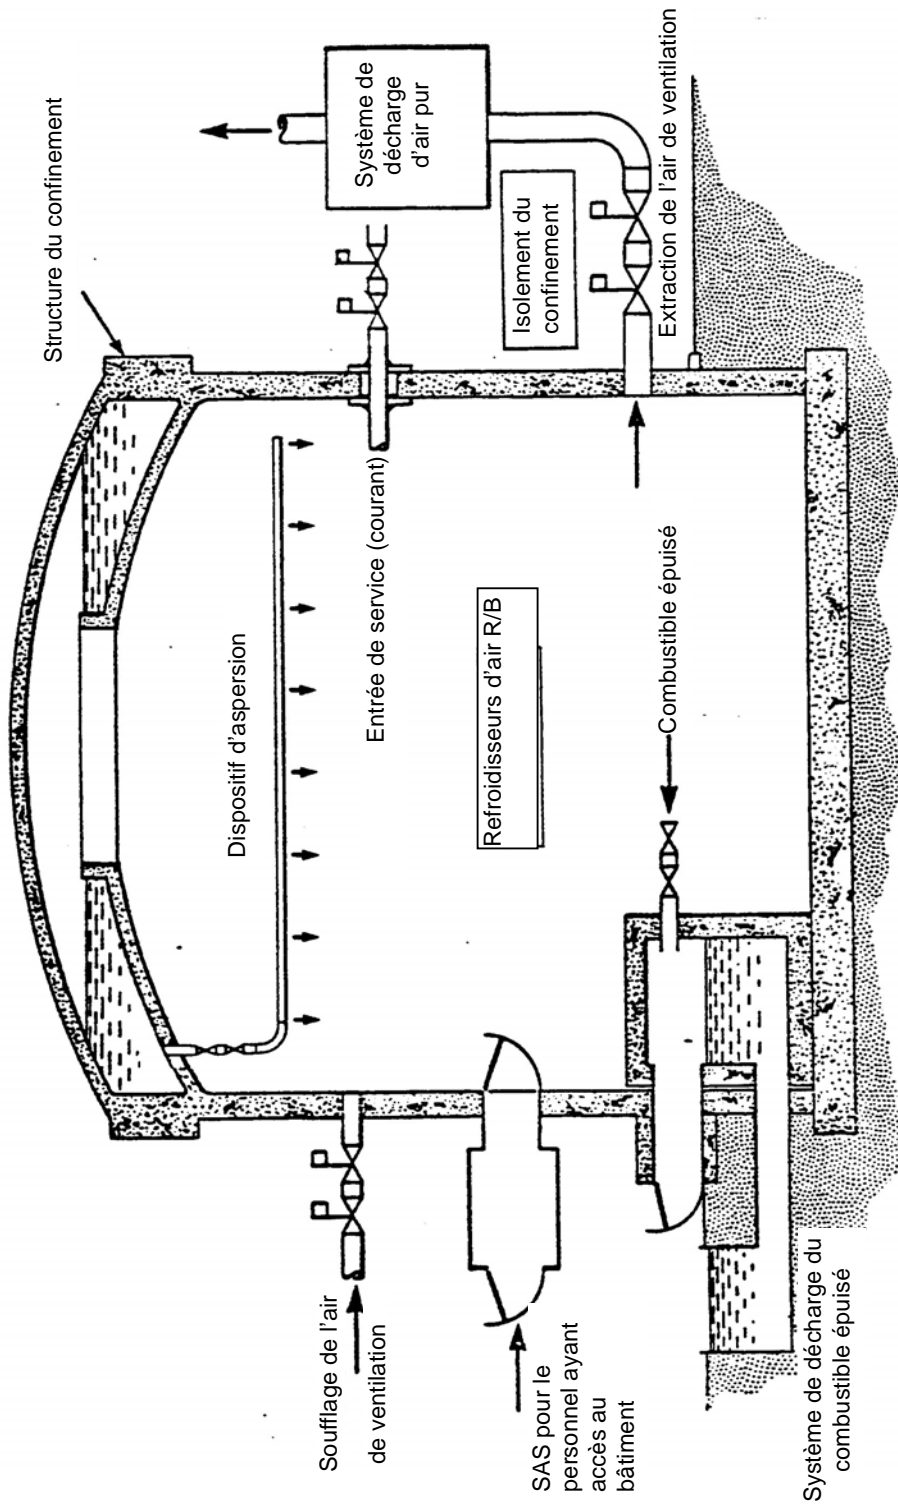 Structure du confinement
Système de
décharge
d'air pur
Isolement du
confinement
Extraction de l'air de ventilation
Dispositif d'aspersion
Entrée de service (courant)
Refroidisseurs d'air R/B
Combustible épuisé
Soufflage de l'air
de ventilation
SAS pour le
personnel ayant
accès au
bâtiment
Système de décharge du
combustible épuisé